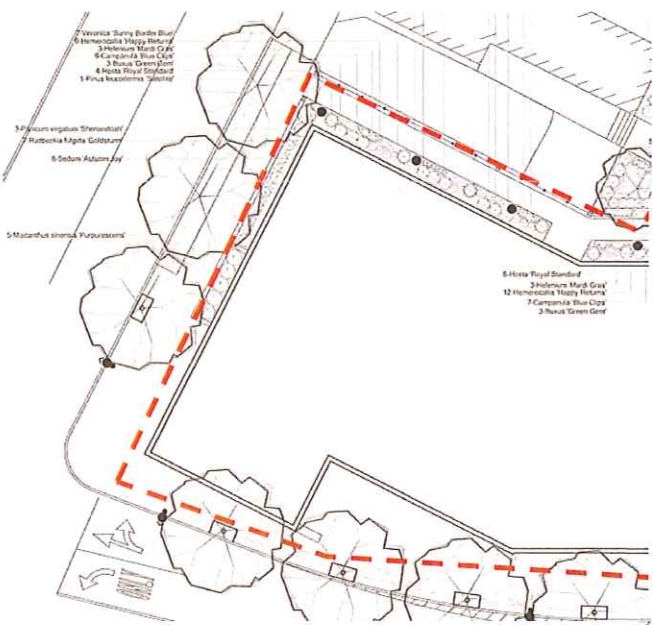 7-Veronica 'Sunny Border Blue'
6-Hemerocallis 'Happy Returns'
3-Helenium 'Mardi Gras'
6-Campanula 'Blue Clips'
3-Buxus 'Green Gem'
4-Hosta 'Royal Standard'
1-Pinus leucodermis 'Satellite'
3-Panicum virgatum 'Shenandoah'
7-Rudbeckia fulgida 'Goldsturm'
6-Sedum 'Autumn Joy'
5-Miscanthus sinensis 'Purpurascens'
6-Hosta 'Royal Standard'
3-Helenium 'Mardi Gras'
12-Hemerocallis 'Happy Returns'
7-Campanula 'Blue Clips'
3-Buxus 'Green Gem'